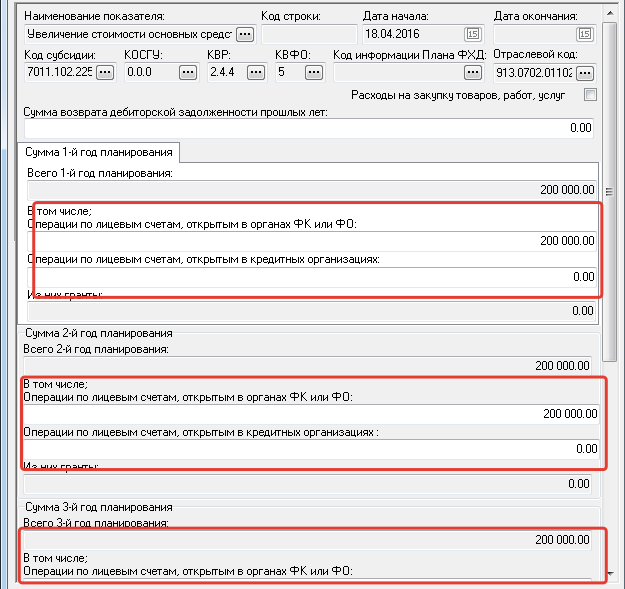 Наименование показателя: Код строки: Дата начала: Дата окончания:
Увеличение стоимости основных средст ... 18.04.2016 15 15
Код субсидии: КОСГУ: КВР: КВФО: Код информации Плана ФХД: Отраслевой код:
7011.102.225 ... 0.0.0 ... 2.4.4 ... 5 ... ... 913.0702.01102 ...
Расходы на закупку товаров, работ, услуг
Сумма возврата дебиторской задолженности прошлых лет:
0.00
Сумма 1-й год планирования
Всего 1-й год планирования:
200 000.00
В том числе;
Операции по лицевым счетам, открытым в органах ФК или ФО:
200 000.00
Операции по лицевым счетам, открытым в кредитных организациях:
0.00
Из них гранты:
0.00
Сумма 2-й год планирования
Всего 2-й год планирования:
200 000.00
В том числе;
Операции по лицевым счетам, открытым в органах ФК или ФО:
200 000.00
Операции по лицевым счетам, открытым в кредитных организациях :
0.00
Из них гранты:
0.00
Сумма 3-й год планирования
Всего 3-й год планирования:
200 000.00
В том числе;
Операции по лицевым счетам, открытым в органах ФК или ФО: